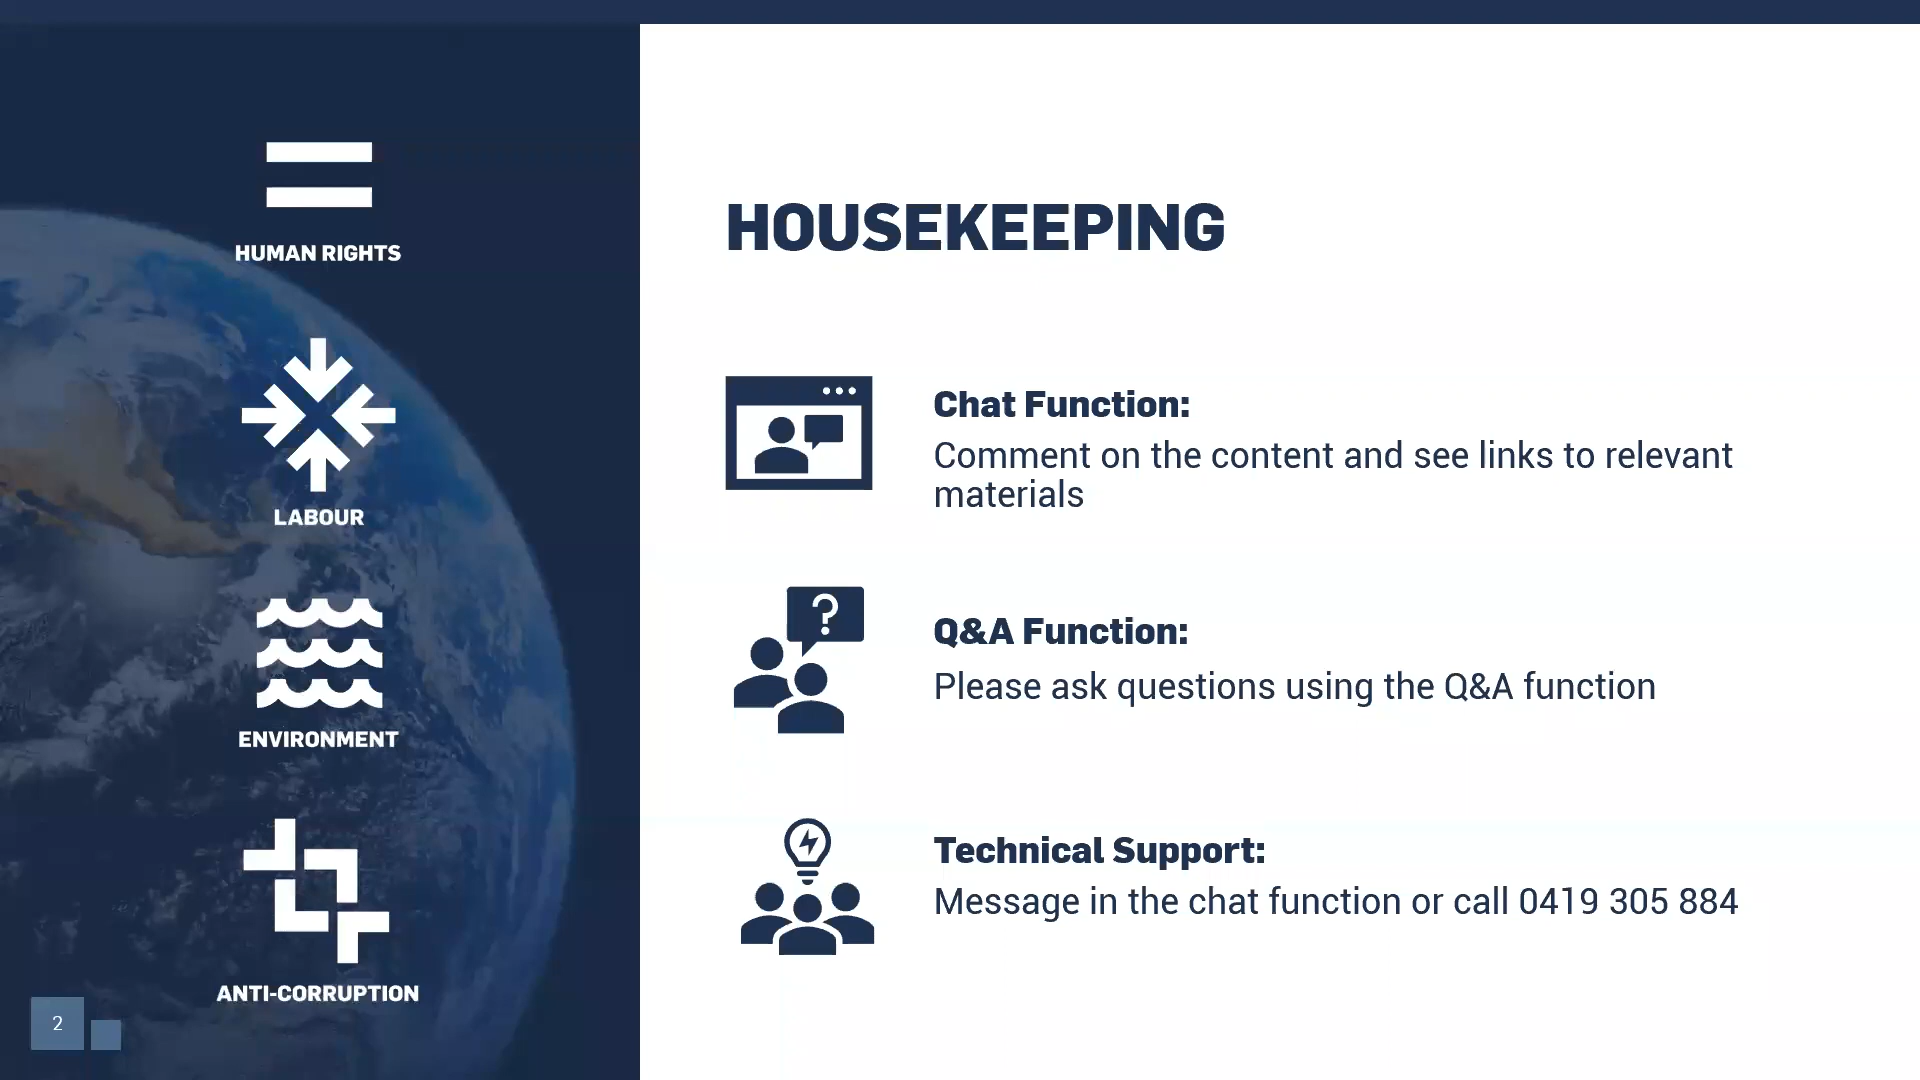 HUMAN RIGHTS
LABOUR
ENVIRONMENT
ANTI-CORRUPTION
2
HOUSEKEEPING
Chat Function:
Comment on the content and see links to relevant
materials
?
Q&A Function:
Please ask questions using the Q&A function
Technical Support:
Message in the chat function or call 0419 305 884